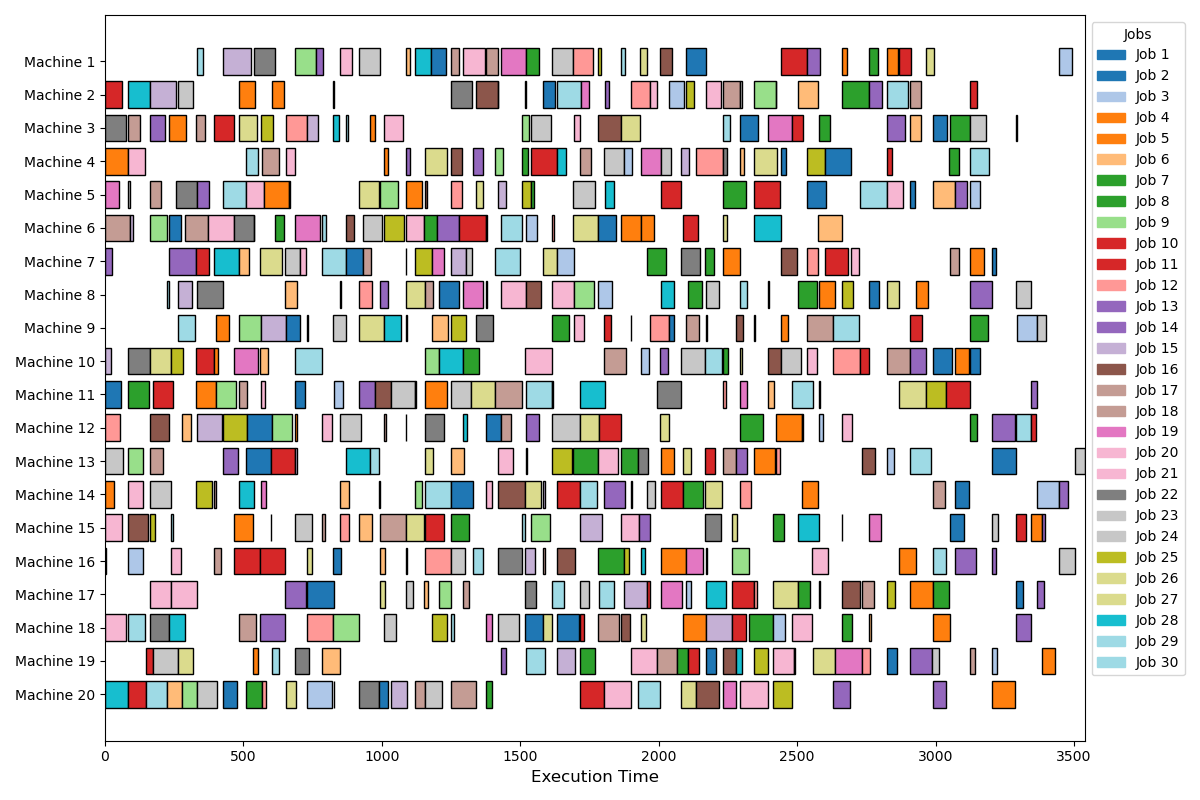 Machine 1
Machine 2
Machine 3
Machine 4
Machine 5
Machine 6
Machine 7
Machine 8
Machine 9
Machine 10
Machine 11
Machine 12
Machine 13
Machine 14
Machine 15
Machine 16
Machine 17
Machine 18
Machine 19
Machine 20
0 500 1000 1500 2000 2500 3000 3500
Execution Time
Jobs
Job 1
Job 2
Job 3
Job 4
Job 5
Job 6
Job 7
Job 8
Job 9
Job 10
Job 11
Job 12
Job 13
Job 14
Job 15
Job 16
Job 17
Job 18
Job 19
Job 20
Job 21
Job 22
Job 23
Job 24
Job 25
Job 26
Job 27
Job 28
Job 29
Job 30